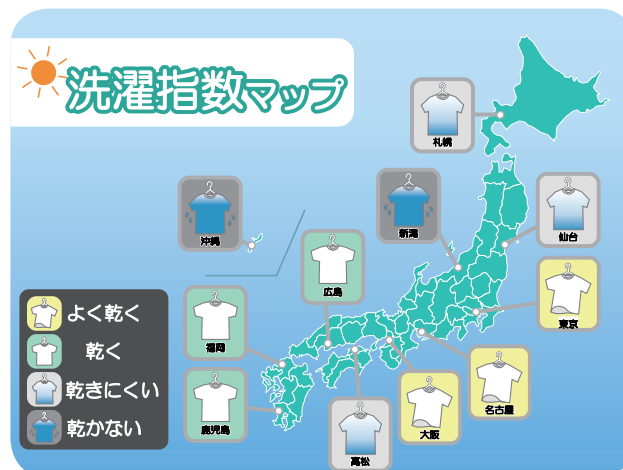 洗濯指数マップ
札幌
沖縄
新潟
仙台
広島
東京
福岡
名古屋
鹿児島
大阪
高松
よく乾く
乾く
乾きにくい
乾かない